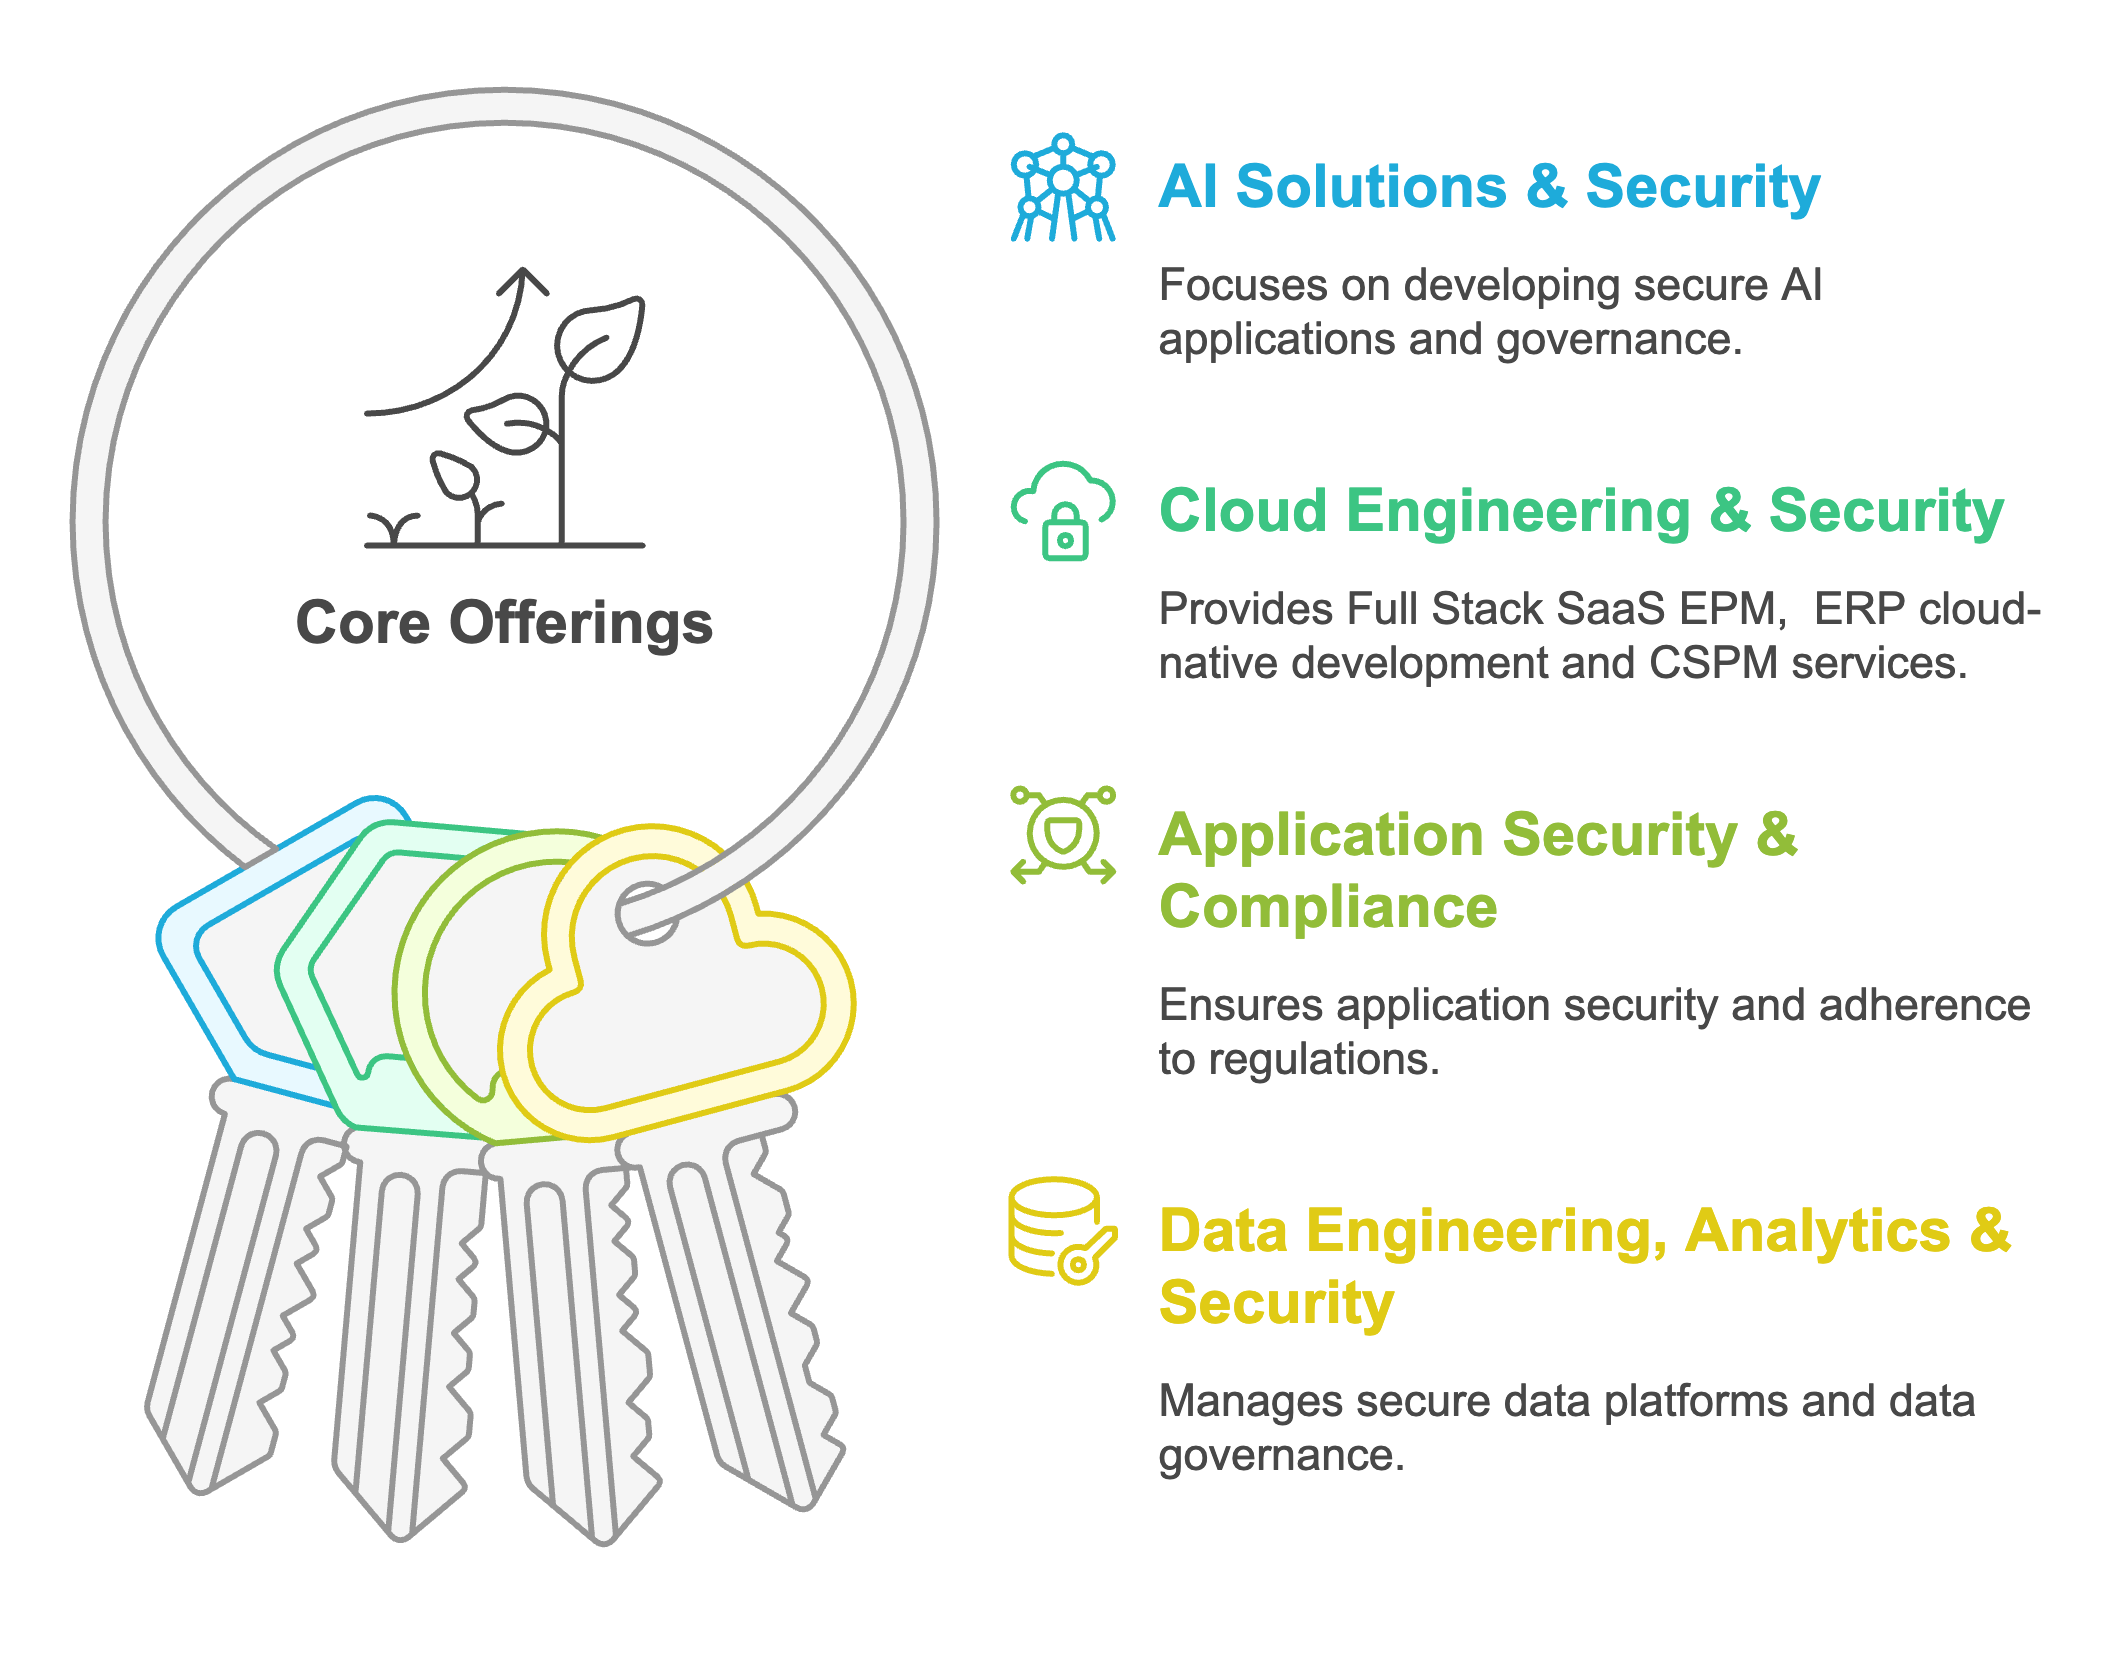 Core Offerings
AI Solutions & Security
Focuses on developing secure AI
applications and governance.
Cloud Engineering & Security
Provides Full Stack SaaS EPM,  ERP cloud-
native development and CSPM services.
Application Security &
Compliance
Ensures application security and adherence
to regulations.
Data Engineering, Analytics &
Security
Manages secure data platforms and data
governance.